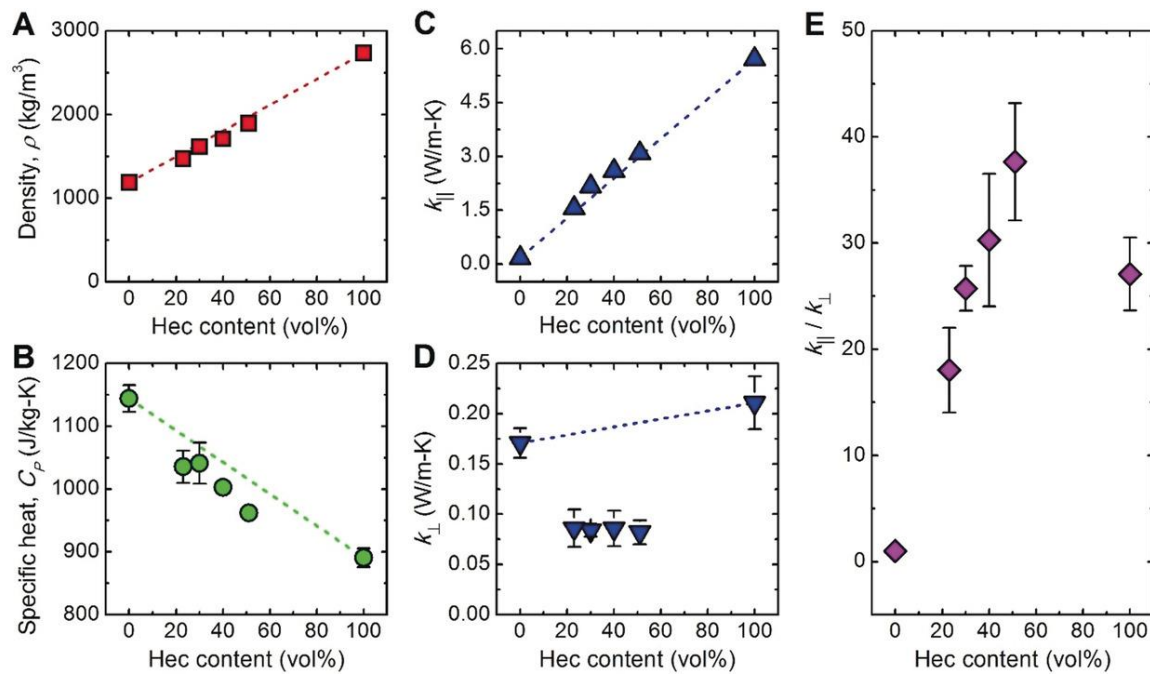 A
Density, ρ (kg/m³)
3000
2000
1000
0
0 20 40 60 80 100
Hec content (vol%)
B
Specific heat, C_P (J/kg-K)
1200
1100
1000
900
800
0 20 40 60 80 100
Hec content (vol%)
C
k_|| (W/m-K)
6.0
4.5
3.0
1.5
0.0
0 20 40 60 80 100
Hec content (vol%)
D
k_⊥ (W/m-K)
0.25
0.20
0.15
0.10
0.05
0.00
0 20 40 60 80 100
Hec content (vol%)
E
k_|| / k_⊥
50
40
30
20
10
0
0 20 40 60 80 100
Hec content (vol%)